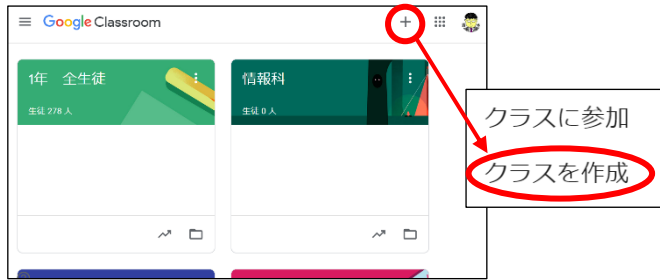 Google Classroom
1年 全生徒
生徒 278 人
情報科
生徒 0 人
クラスに参加
クラスを作成